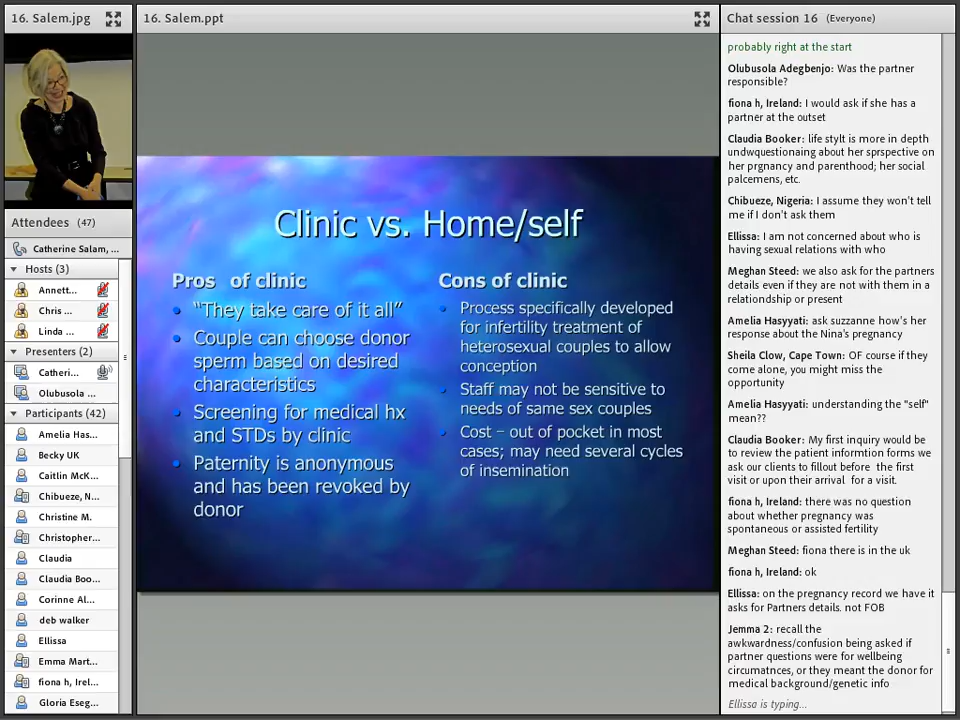 16. Salem.jpg
Attendees (47)
Catherine Salam, ...
Hosts (3)
Annett...
Chris ...
Linda ...
Presenters (2)
Catheri...
Olubusola ...
Participants (42)
Amelia Has...
Becky UK
Caitlin McK...
Chibueze, N...
Christine M.
Christopher...
Claudia
Claudia Boo...
Corinne Al...
deb walker
Ellissa
Emma Mart...
fiona h, Irel...
Gloria Eseg...
16. Salem.ppt
Clinic vs. Home/self
Pros of clinic
• "They take care of it all"
• Couple can choose donor
sperm based on desired
characteristics
• Screening for medical hx
and STDs by clinic
• Paternity is anonymous
and has been revoked by
donor
Cons of clinic
• Process specifically developed
for infertility treatment of
heterosexual couples to allow
conception
• Staff may not be sensitive to
needs of same sex couples
• Cost – out of pocket in most
cases; may need several cycles
of insemination
Chat session 16 (Everyone)
probably right at the start
Olubusola Adegbenjo: Was the partner
responsible?
fiona h, Ireland: I would ask if she has a
partner at the outset
Claudia Booker: life stylt is more in depth
undwquestionaing about her sprspective on
her prgnancy and parenthood; her social
palcemens, etc.
Chibueze, Nigeria: I assume they won't tell
me if I don't ask them
Ellissa: I am not concerned about who is
having sexual relations with who
Meghan Steed: we also ask for the partners
details even if they are not with them in a
relationship or present
Amelia Hasyyati: ask suzzanne how's her
response about the Nina's pregnancy
Sheila Clow, Cape Town: OF course if they
come alone, you might miss the
opportunity
Amelia Hasyyati: understanding the "self"
mean??
Claudia Booker: My first inquiry would be
to review the patient informtion forms we
ask our clients to fillout before the first
visit or upon their arrival for a visit.
fiona h, Ireland: there was no question
about whether pregnancy was
spontaneous or assisted fertility
Meghan Steed: fiona there is in the uk
fiona h, Ireland: ok
Ellissa: on the pregnancy record we have it
asks for Partners details. not FOB
Jemma 2: recall the
awkwardness/confusion being asked if
partner questions were for wellbeing
circumatnces, or they meant the donor for
medical background/genetic info
Ellissa is typing...